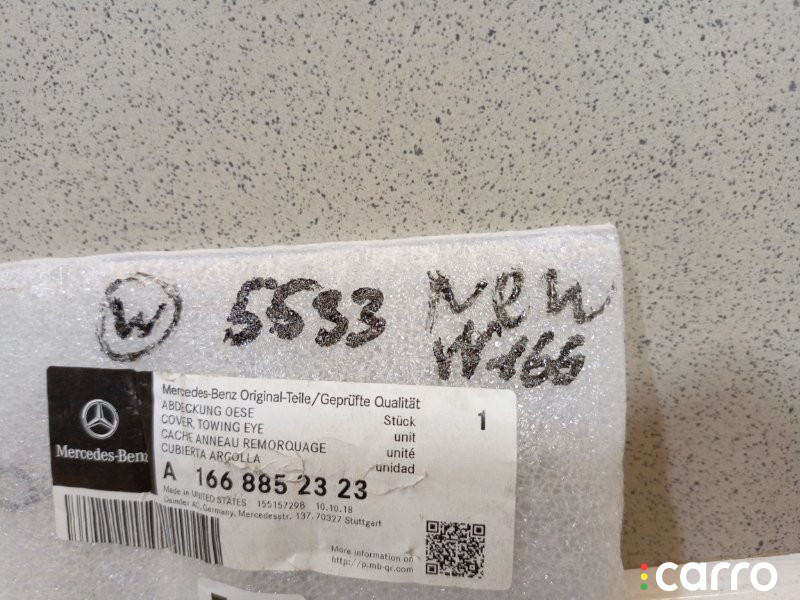 W 5533 New
W166
Mercedes-Benz Original-Teile/Geprüfte Qualität
ABDECKUNG OESE Stück 1
COVER, TOWING EYE unit
CACHE ANNEAU REMORQUAGE unité
CUBIERTA ARGOLLA unidad
Mercedes-Benz
A 166 885 23 23
Made in UNITED STATES 15515729B 10.10.18
Daimler AG, Germany, Mercedesstr. 137, 70327 Stuttgart
More information on
http://p.mb-qr.com
carro